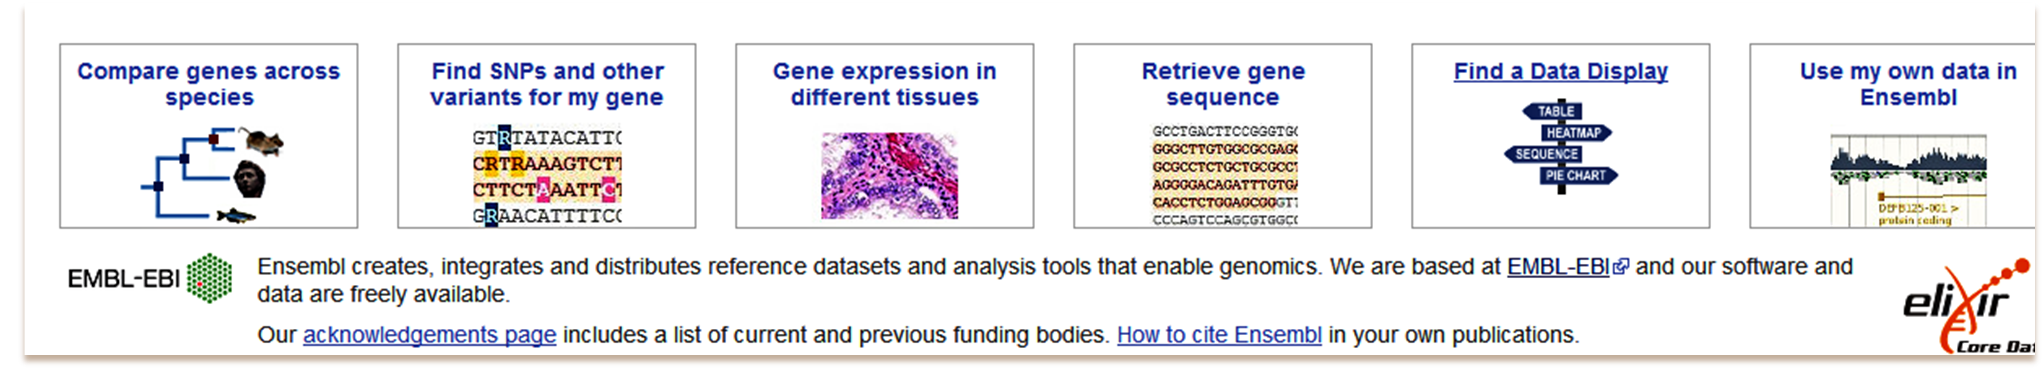 Compare genes across
species
Find SNPs and other
variants for my gene
GTRTATACATTC
CRTRAAAGTCTT
CTTCTAAATTCT
GRAACATTTTCC
Gene expression in
different tissues
Retrieve gene
sequence
GCCTGACTTCCGGGTGG
GGGCTTGTGGCGCGAGC
GCGCCTCTGCTGCGCCT
AGGGGACAGATTTGTGA
CACCTCTGGAGCGGGTT
CCCAGTCCAGCGTGGCG
Find a Data Display
TABLE
HEATMAP
SEQUENCE
PIE CHART
Use my own data in
Ensembl
DEFB125-001 >
protein coding
EMBL-EBI
Ensembl creates, integrates and distributes reference datasets and analysis tools that enable genomics. We are based at EMBL-EBI and our software and
data are freely available.
Our acknowledgements page includes a list of current and previous funding bodies. How to cite Ensembl in your own publications.
elixir
Core Dat